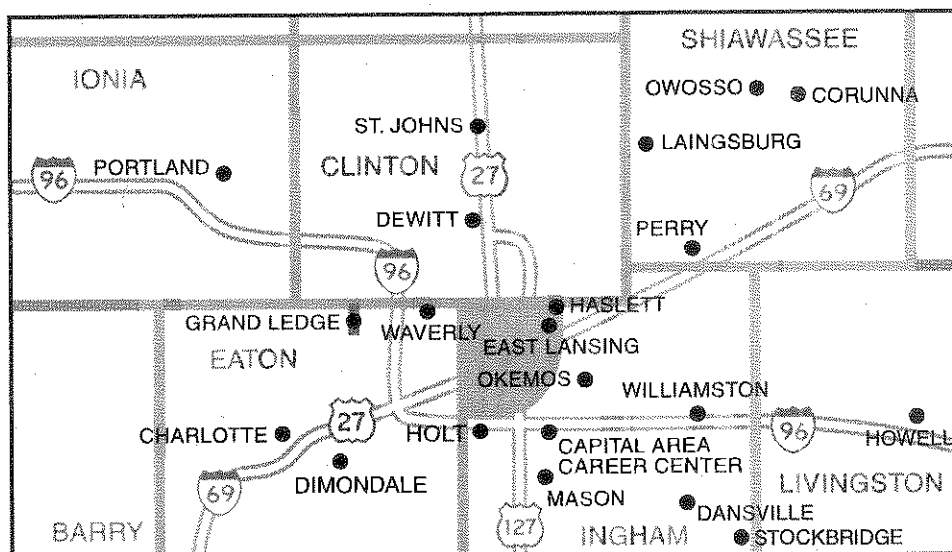 SHIAWASSEE
IONIA
OWOSSO
CORUNNA
ST. JOHNS
LAINGSBURG
CLINTON
PORTLAND
96
27
69
DEWITT
PERRY
96
HASLETT
GRAND LEDGE
WAVERLY
EAST LANSING
EATON
OKEMOS
WILLIAMSTON
27
96
CHARLOTTE
HOLT
CAPITAL AREA
CAREER CENTER
HOWELL
DIMONDALE
69
MASON
LIVINGSTON
DANSVILLE
BARRY
127
INGHAM
STOCKBRIDGE